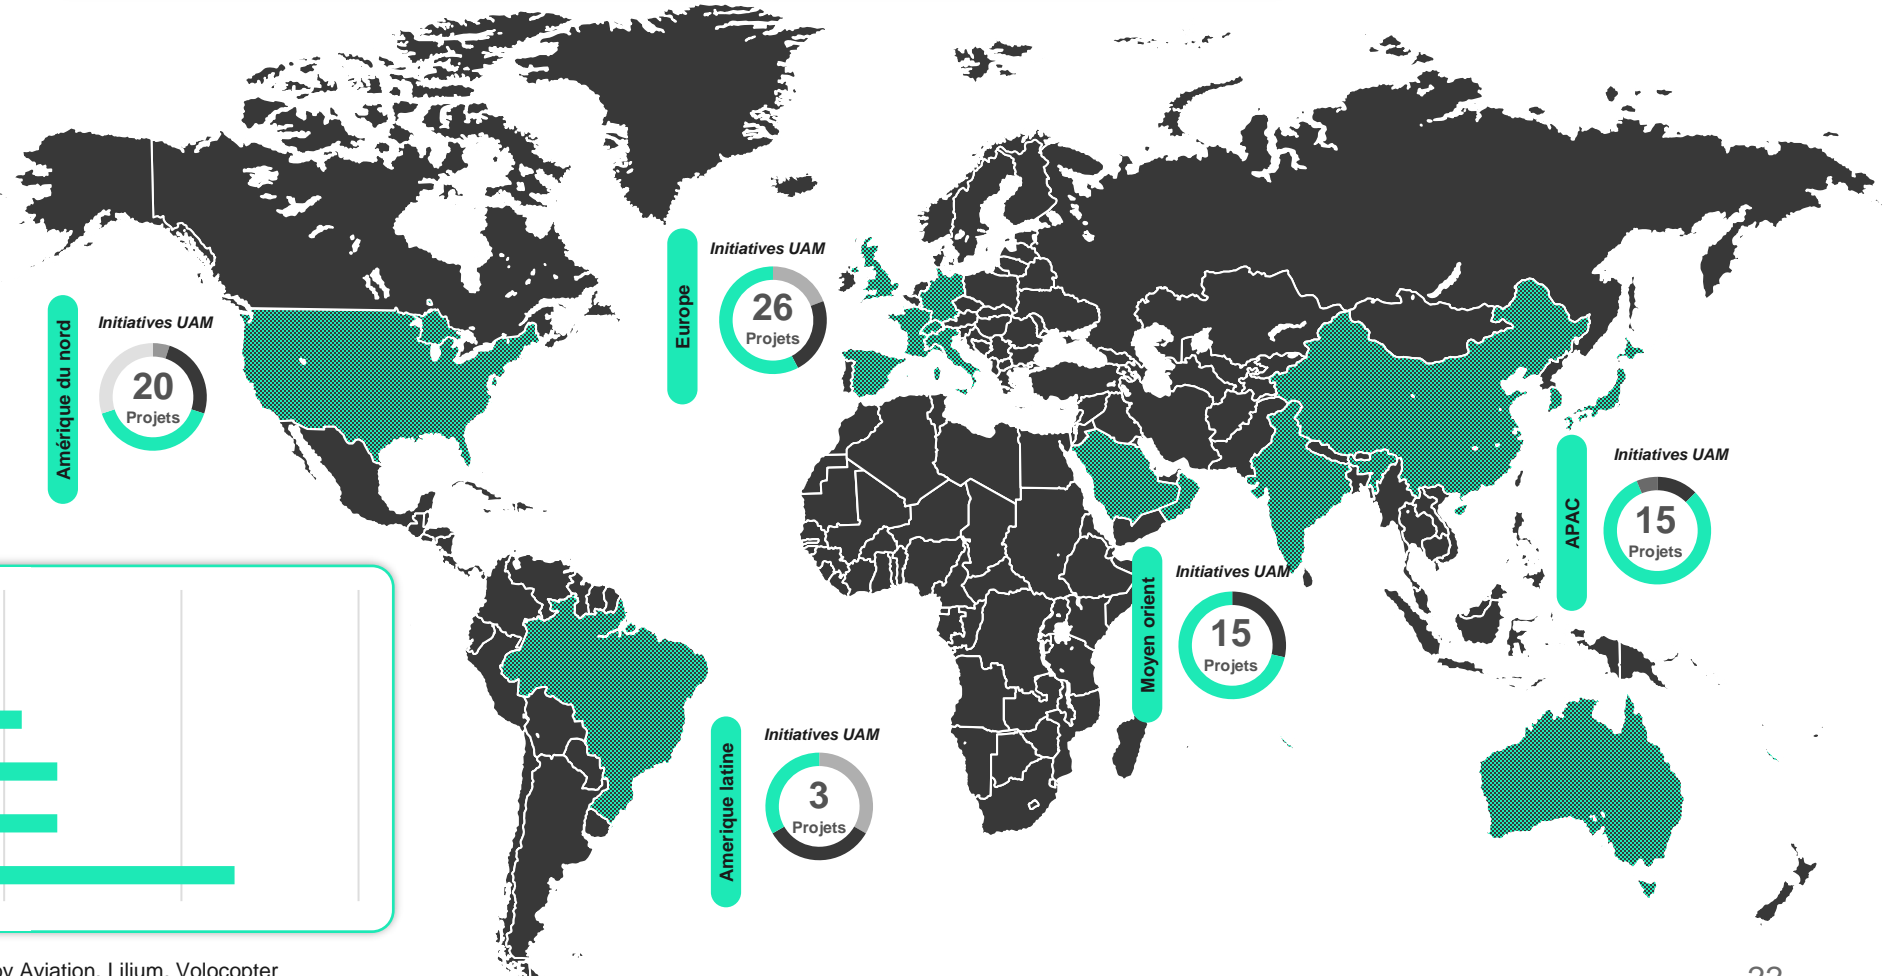 Initiatives UAM
Europe
26
Projets
Amérique du nord
Initiatives UAM
20
Projets
Initiatives UAM
APAC
15
Projets
Moyen orient
Initiatives UAM
15
Projets
Amerique latine
Initiatives UAM
3
Projets
Aviation, Lilium, Volocopter